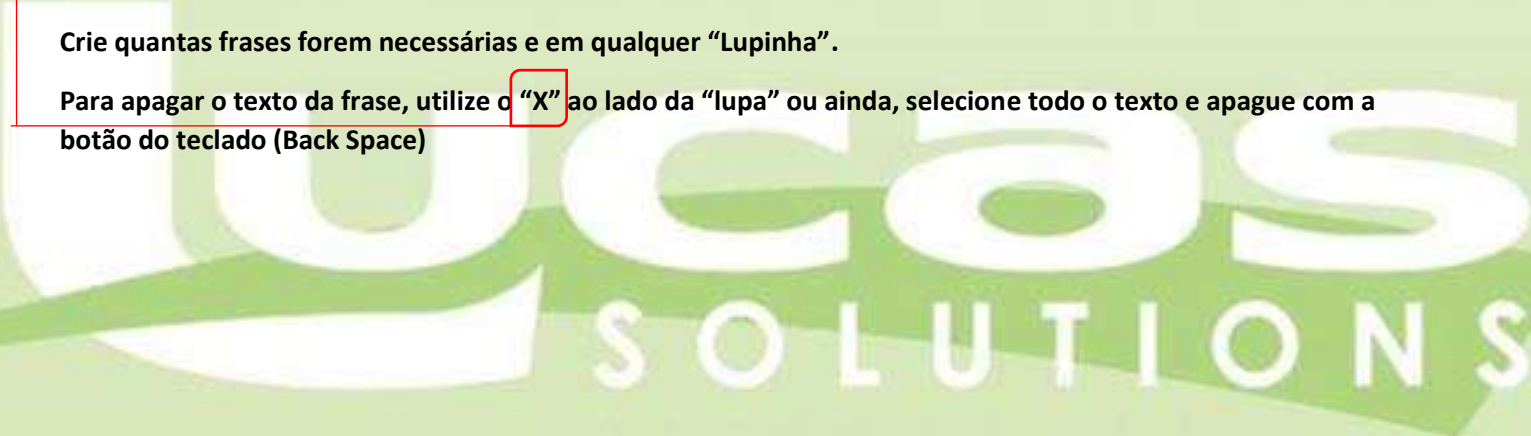 Crie quantas frases forem necessárias e em qualquer “Lupinha”.
Para apagar o texto da frase, utilize o “X” ao lado da “lupa” ou ainda, selecione todo o texto e apague com a
botão do teclado (Back Space)
Lucas
SOLUTIONS